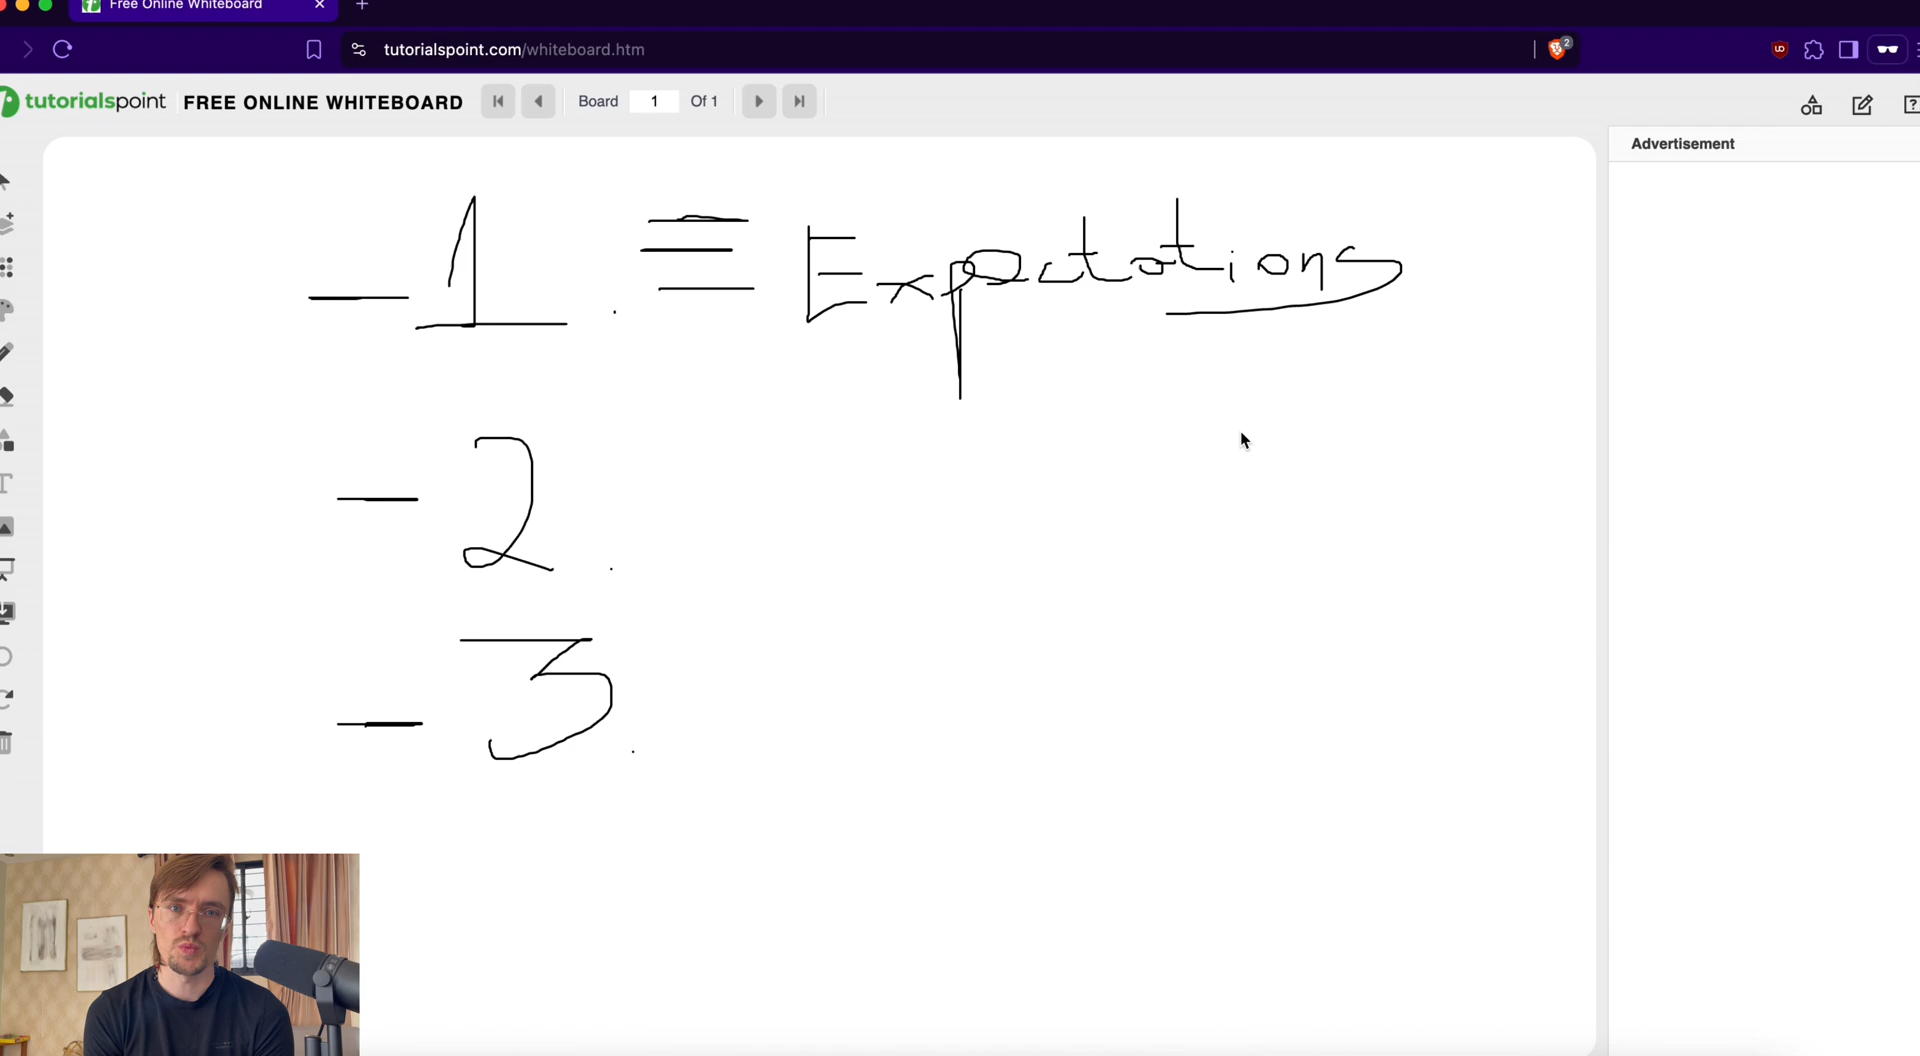 Free Online Whiteboard
tutorialspoint.com/whiteboard.htm
2
tutorialspoint FREE ONLINE WHITEBOARD Board 1 Of 1
Advertisement
- 1. Expectations
- 2.
- 3.